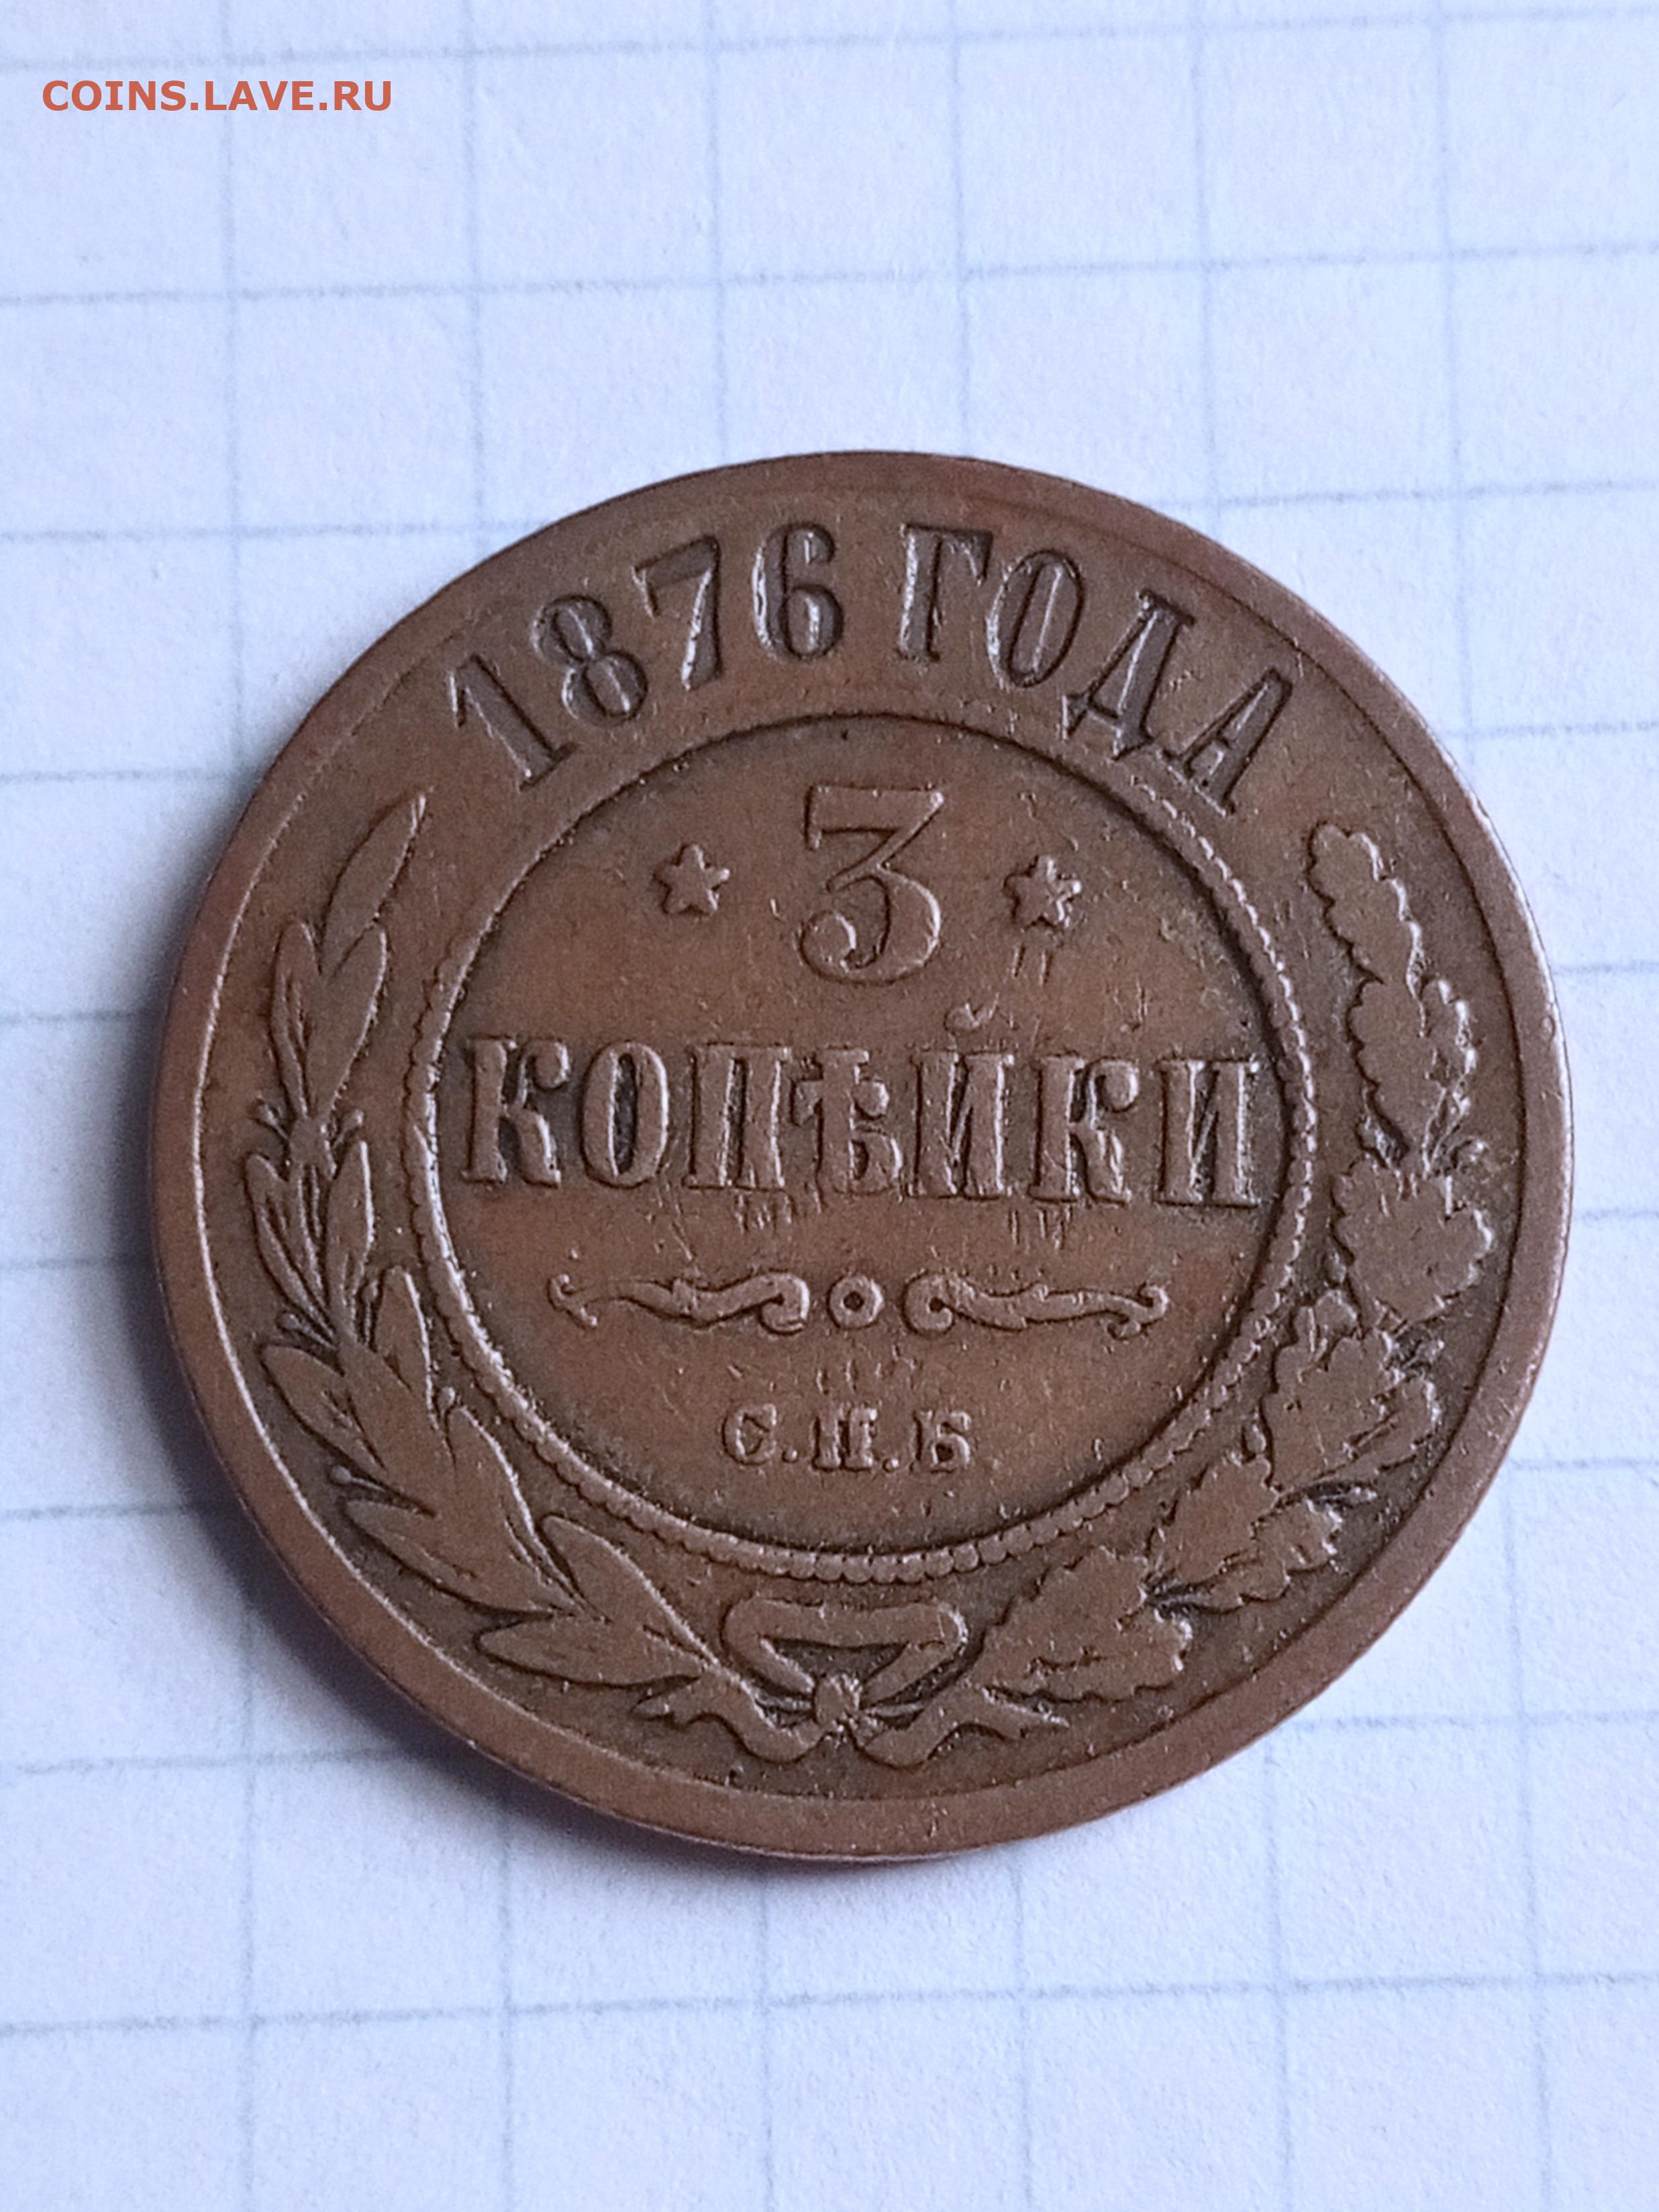 COINS.LAVE.RU
1876 ГОДА
3
КОПѢЙКИ
С.П.Б